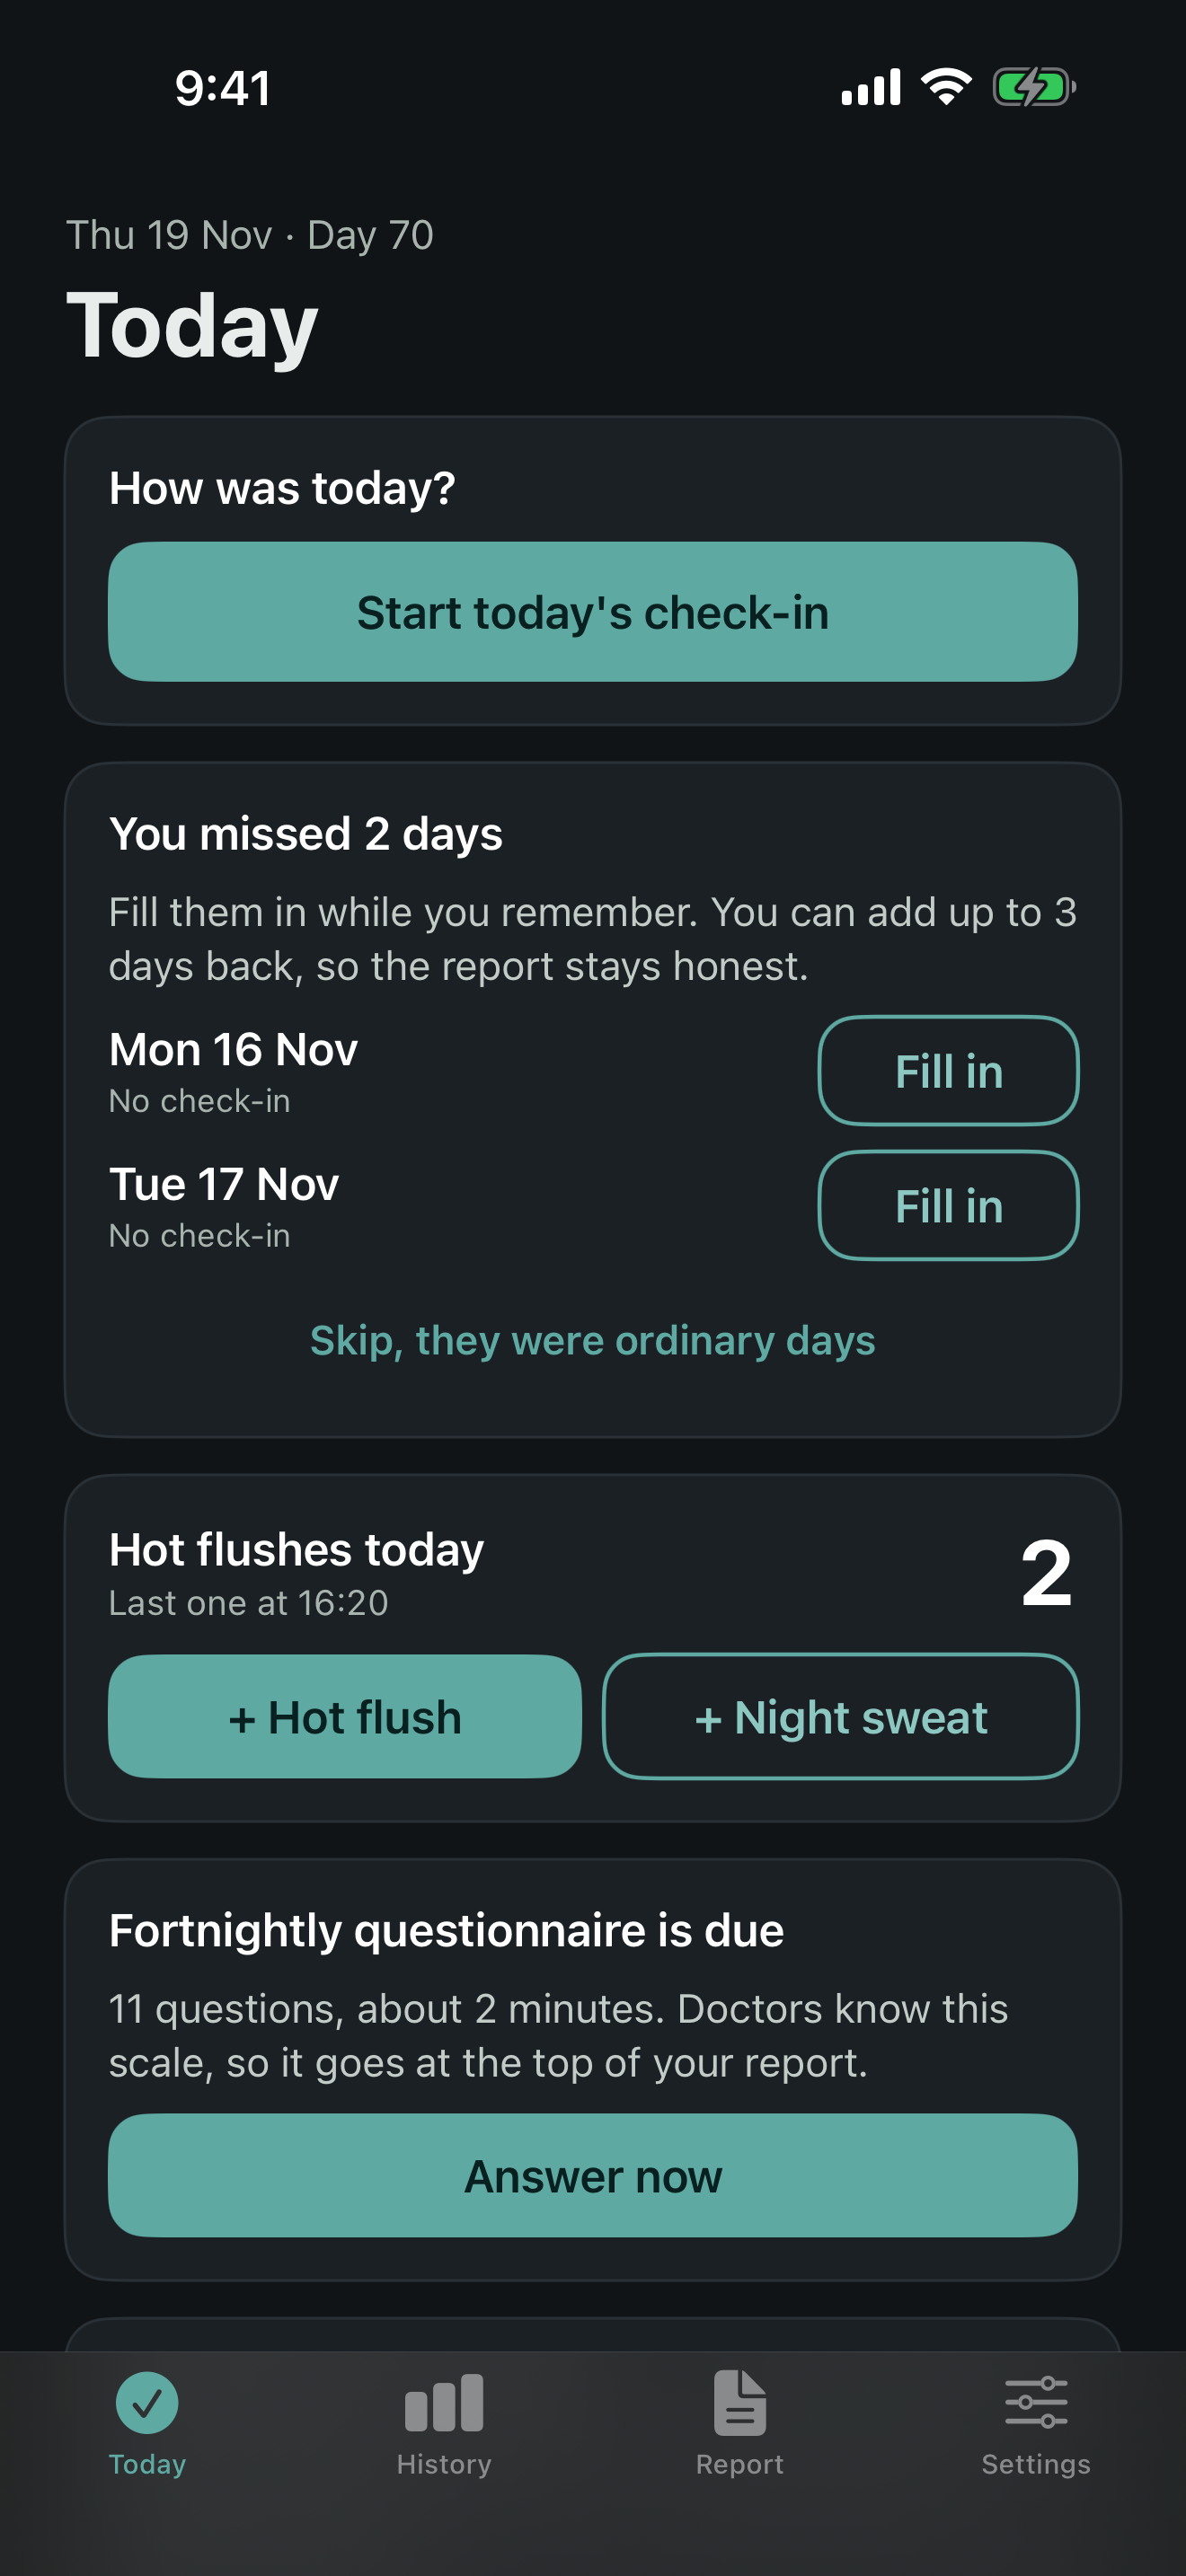 9:41
Thu 19 Nov · Day 70
Today
How was today?
Start today's check-in
You missed 2 days
Fill them in while you remember. You can add up to 3
days back, so the report stays honest.
Mon 16 Nov
Fill in
No check-in
Tue 17 Nov
Fill in
No check-in
Skip, they were ordinary days
Hot flushes today
2
Last one at 16:20
+ Hot flush
+ Night sweat
Fortnightly questionnaire is due
11 questions, about 2 minutes. Doctors know this
scale, so it goes at the top of your report.
Answer now
Today
History
Report
Settings